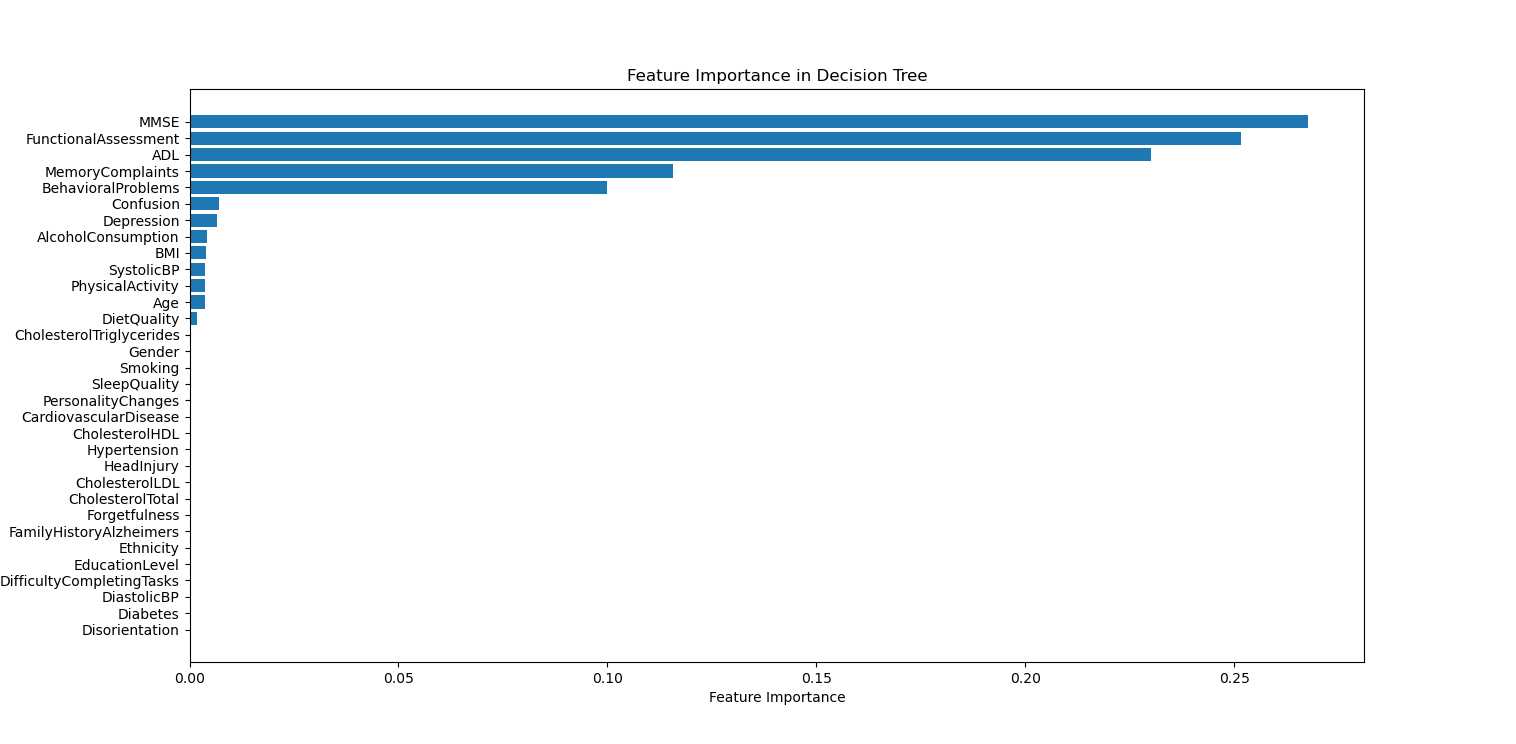 Feature Importance in Decision Tree
MMSE
FunctionalAssessment
ADL
MemoryComplaints
BehavioralProblems
Confusion
Depression
AlcoholConsumption
BMI
SystolicBP
PhysicalActivity
Age
DietQuality
CholesterolTriglycerides
Gender
Smoking
SleepQuality
PersonalityChanges
CardiovascularDisease
CholesterolHDL
Hypertension
HeadInjury
CholesterolLDL
CholesterolTotal
Forgetfulness
FamilyHistoryAlzheimers
Ethnicity
EducationLevel
DifficultyCompletingTasks
DiastolicBP
Diabetes
Disorientation
0.00 0.05 0.10 0.15 0.20 0.25
Feature Importance